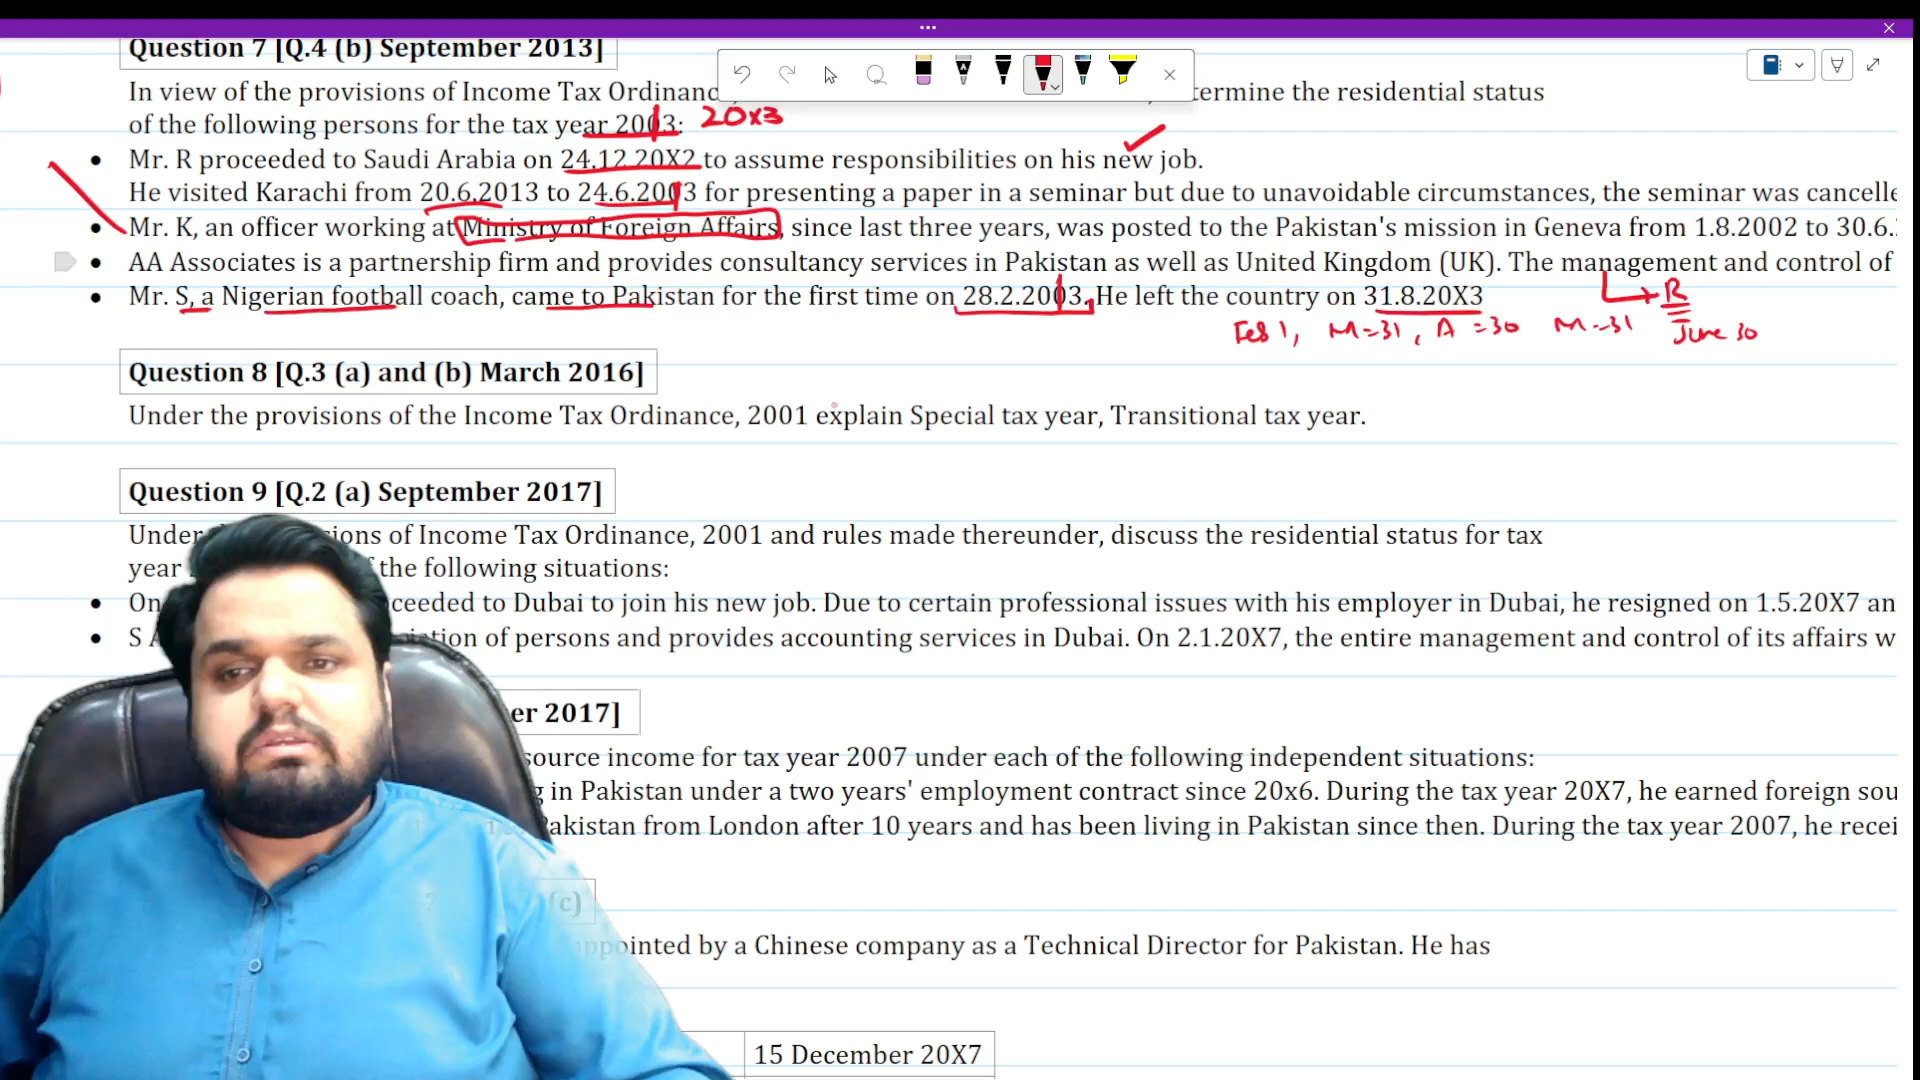 Question 7 [Q.4 (b) September 2013]
In view of the provisions of Income Tax Ordinanc termine the residential status
of the following persons for the tax year 2003: 20x3
Mr. R proceeded to Saudi Arabia on 24.12.20X2 to assume responsibilities on his new job.
He visited Karachi from 20.6.2013 to 24.6.2003 for presenting a paper in a seminar but due to unavoidable circumstances, the seminar was cancelle
Mr. K, an officer working at Ministry of Foreign Affairs, since last three years, was posted to the Pakistan's mission in Geneva from 1.8.2002 to 30.6.
AA Associates is a partnership firm and provides consultancy services in Pakistan as well as United Kingdom (UK). The management and control of
Mr. S, a Nigerian football coach, came to Pakistan for the first time on 28.2.2003. He left the country on 31.8.20X3
R
Feb 1, M=31, A=30 M-31 June 30
Question 8 [Q.3 (a) and (b) March 2016]
Under the provisions of the Income Tax Ordinance, 2001 explain Special tax year, Transitional tax year.
Question 9 [Q.2 (a) September 2017]
Under ions of Income Tax Ordinance, 2001 and rules made thereunder, discuss the residential status for tax
year the following situations:
On ceeded to Dubai to join his new job. Due to certain professional issues with his employer in Dubai, he resigned on 1.5.20X7 an
S A tion of persons and provides accounting services in Dubai. On 2.1.20X7, the entire management and control of its affairs w
er 2017]
source income for tax year 2007 under each of the following independent situations:
g in Pakistan under a two years' employment contract since 20x6. During the tax year 20X7, he earned foreign sou
Pakistan from London after 10 years and has been living in Pakistan since then. During the tax year 2007, he recei
(c)
ppointed by a Chinese company as a Technical Director for Pakistan. He has
15 December 20X7